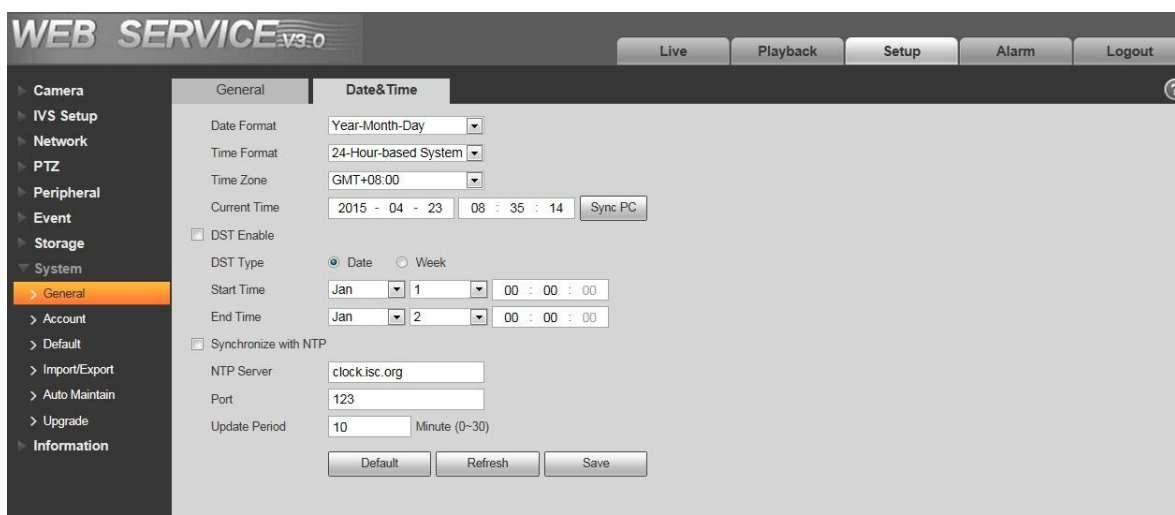 WEB SERVICE V3.0
Live Playback Setup Alarm Logout
Camera
IVS Setup
Network
PTZ
Peripheral
Event
Storage
System
> General
> Account
> Default
> Import/Export
> Auto Maintain
> Upgrade
Information
General Date&Time
?
Date Format Year-Month-Day
Time Format 24-Hour-based System
Time Zone GMT+08:00
Current Time 2015 - 04 - 23 08 : 35 : 14 Sync PC
DST Enable
DST Type Date Week
Start Time Jan 1 00 : 00 : 00
End Time Jan 2 00 : 00 : 00
Synchronize with NTP
NTP Server clock.isc.org
Port 123
Update Period 10 Minute (0~30)
Default Refresh Save